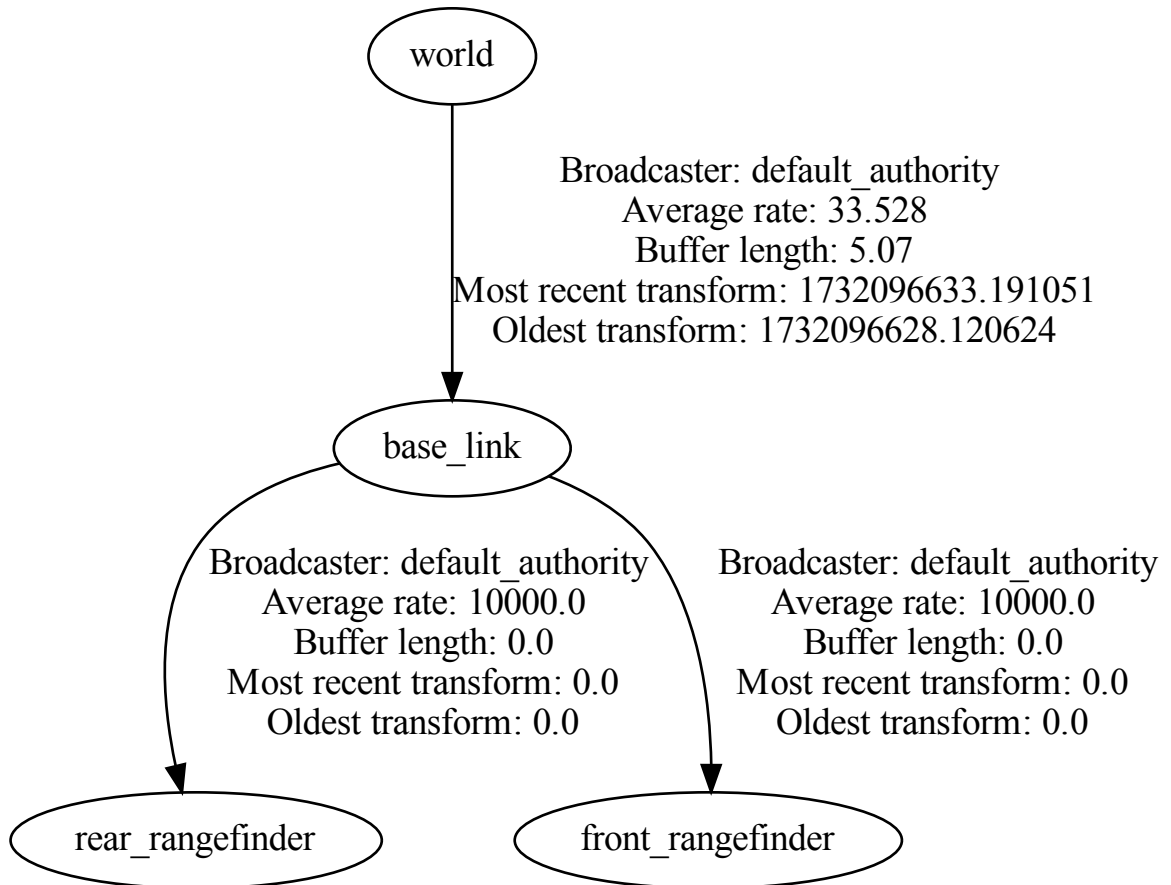 world
Broadcaster: default_authority
Average rate: 33.528
Buffer length: 5.07
Most recent transform: 1732096633.191051
Oldest transform: 1732096628.120624
base_link
Broadcaster: default_authority
Average rate: 10000.0
Buffer length: 0.0
Most recent transform: 0.0
Oldest transform: 0.0
Broadcaster: default_authority
Average rate: 10000.0
Buffer length: 0.0
Most recent transform: 0.0
Oldest transform: 0.0
rear_rangefinder
front_rangefinder